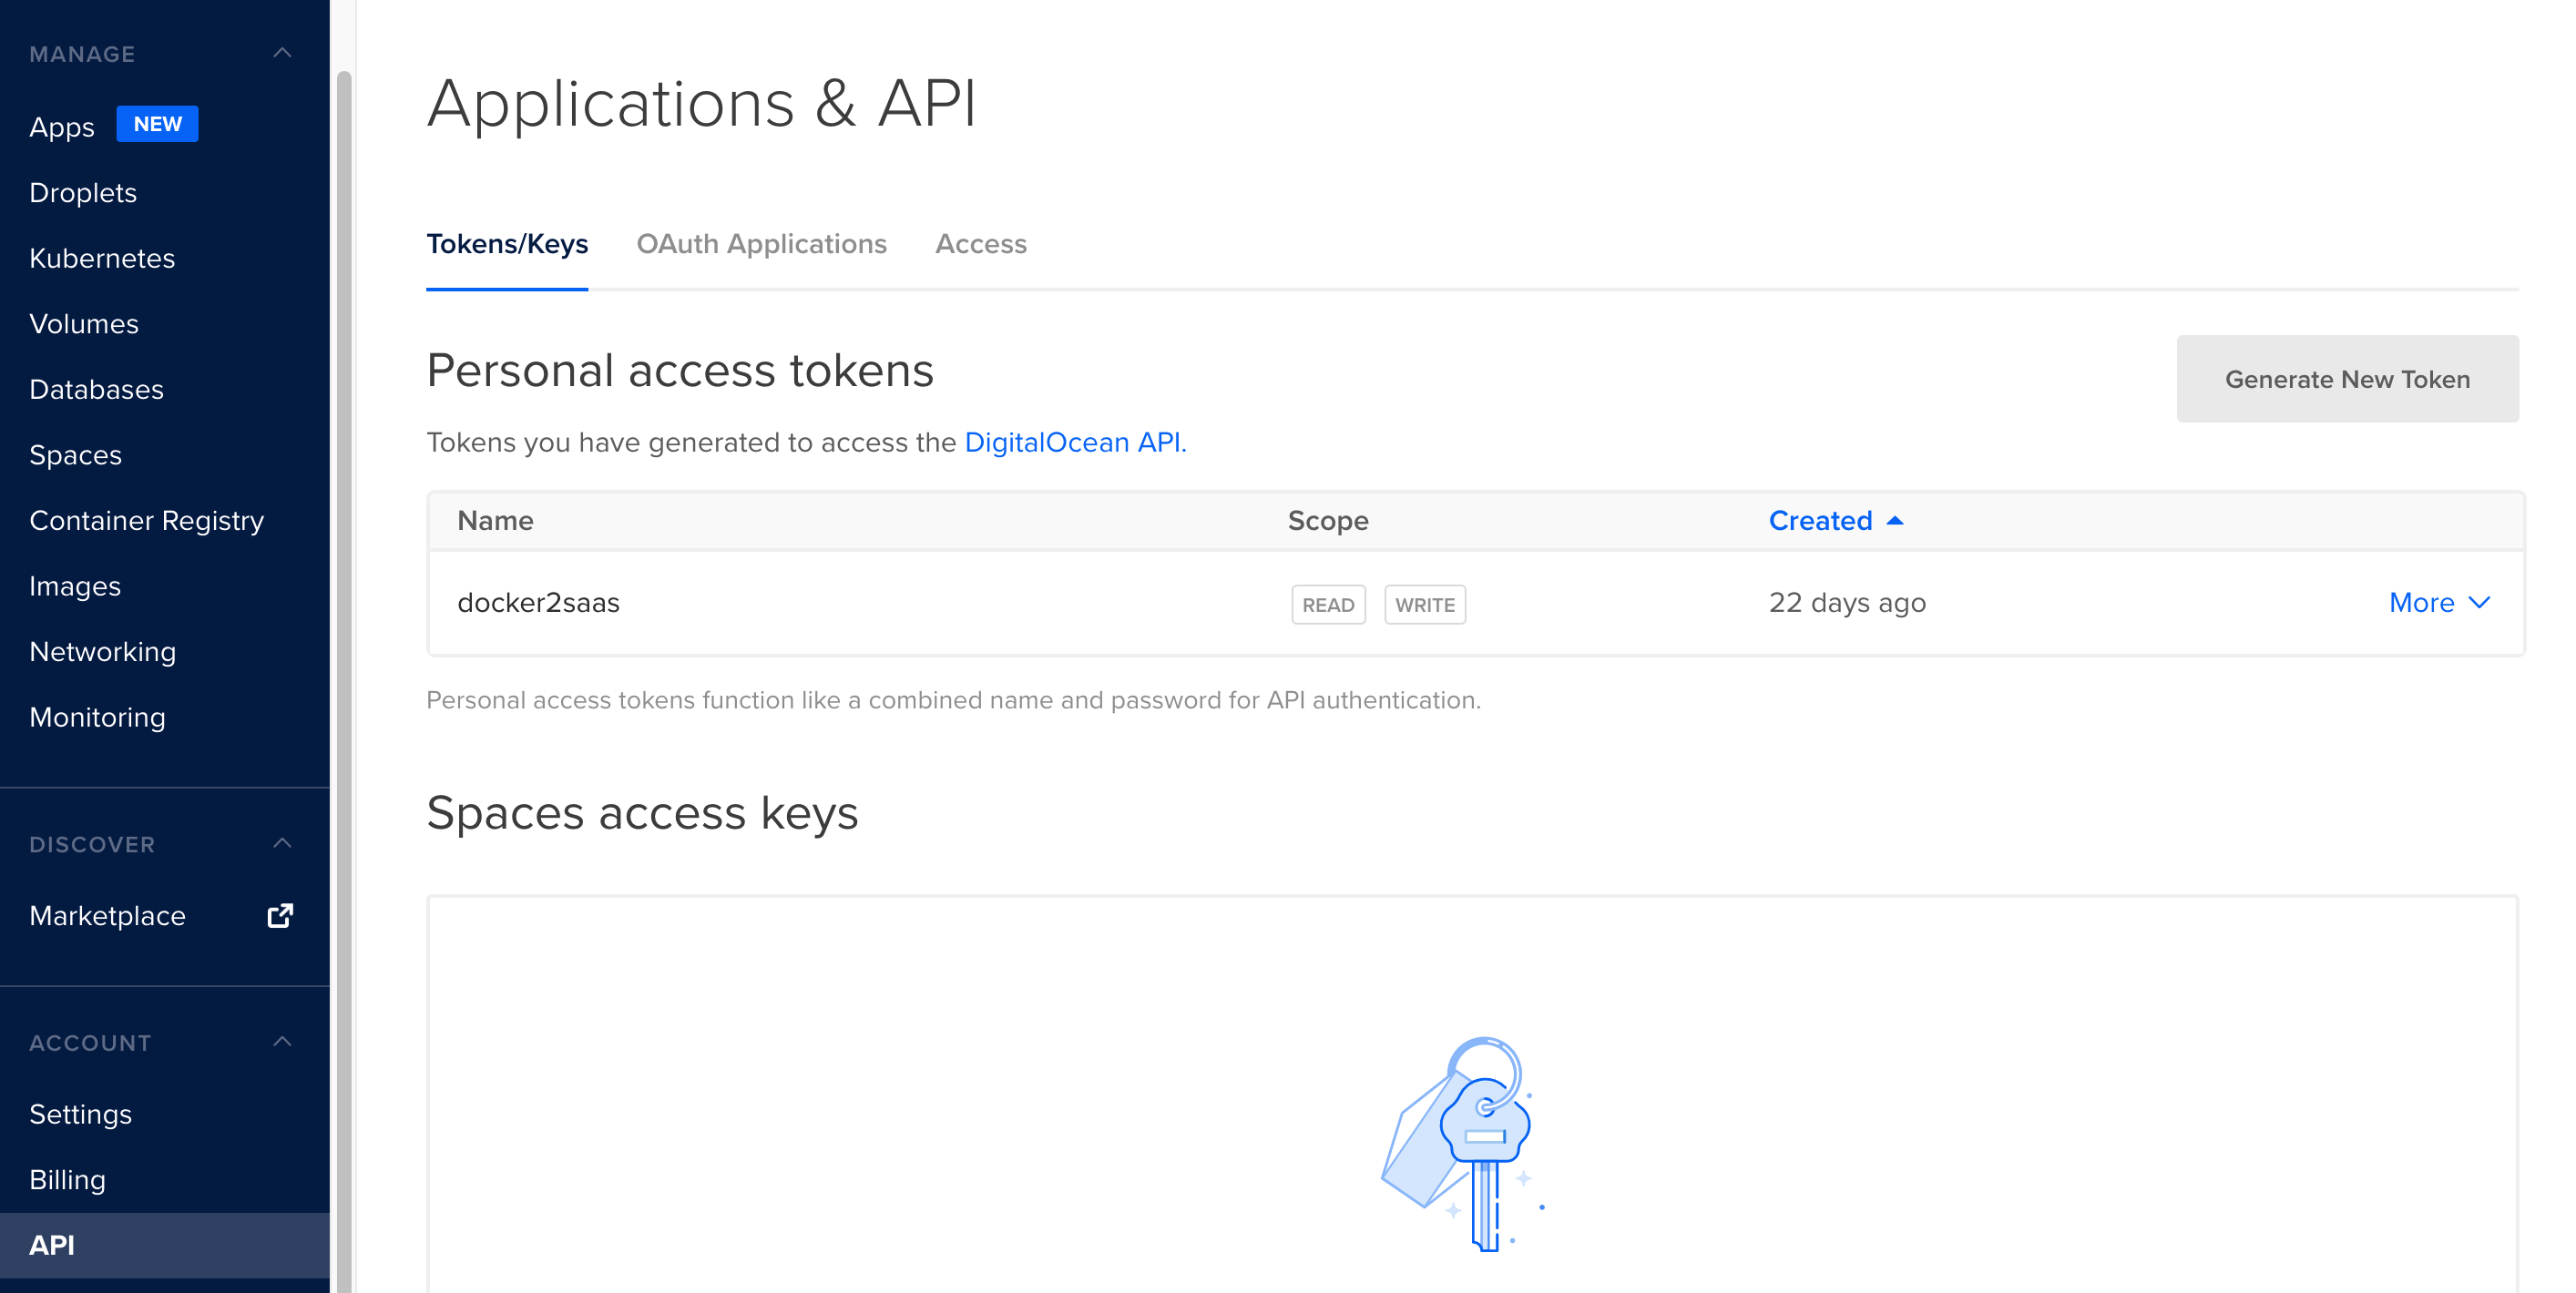 MANAGE
Apps NEW
Droplets
Kubernetes
Volumes
Databases
Spaces
Container Registry
Images
Networking
Monitoring
DISCOVER
Marketplace
ACCOUNT
Settings
Billing
API
Applications & API
Tokens/Keys OAuth Applications Access
Personal access tokens
Generate New Token
Tokens you have generated to access the DigitalOcean API.
Name Scope Created
docker2saas READ WRITE 22 days ago More
Personal access tokens function like a combined name and password for API authentication.
Spaces access keys